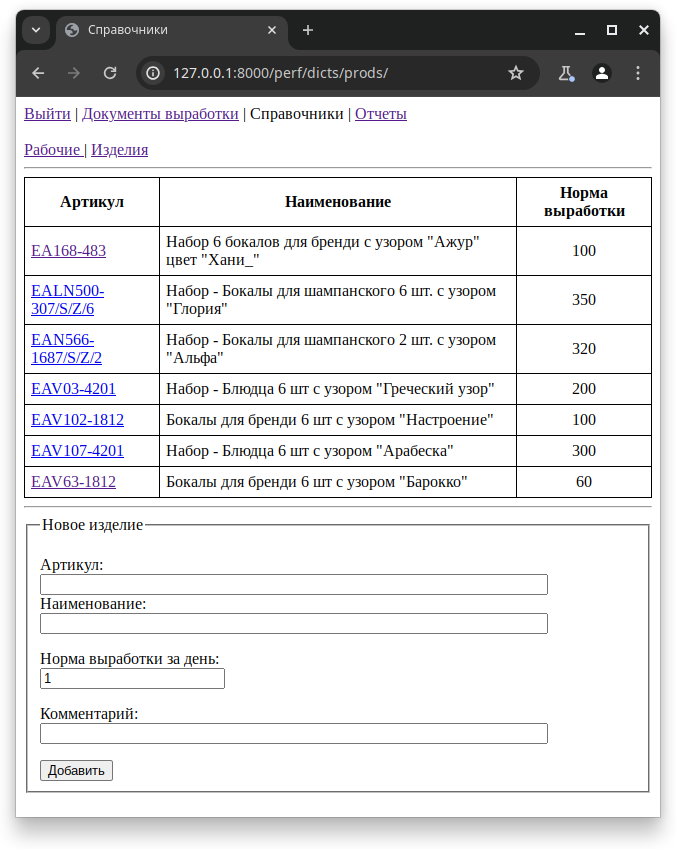 Справочники
127.0.0.1:8000/perf/dicts/prods/
Выйти | Документы выработки | Справочники | Отчеты
Рабочие | Изделия
Артикул Наименование Норма
выработки
EA168-483 Набор 6 бокалов для бренди с узором "Ажур"
цвет "Хани_" 100
EALN500-
307/S/Z/6 Набор - Бокалы для шампанского 6 шт. с узором
"Глория" 350
EAN566-
1687/S/Z/2 Набор - Бокалы для шампанского 2 шт. с узором
"Альфа" 320
EAV03-4201 Набор - Блюдца 6 шт с узором "Греческий узор" 200
EAV102-1812 Бокалы для бренди 6 шт с узором "Настроение" 100
EAV107-4201 Набор - Блюдца 6 шт с узором "Арабеска" 300
EAV63-1812 Бокалы для бренди 6 шт с узором "Барокко" 60
Новое изделие
Артикул:
Наименование:
Норма выработки за день:
1
Комментарий:
Добавить